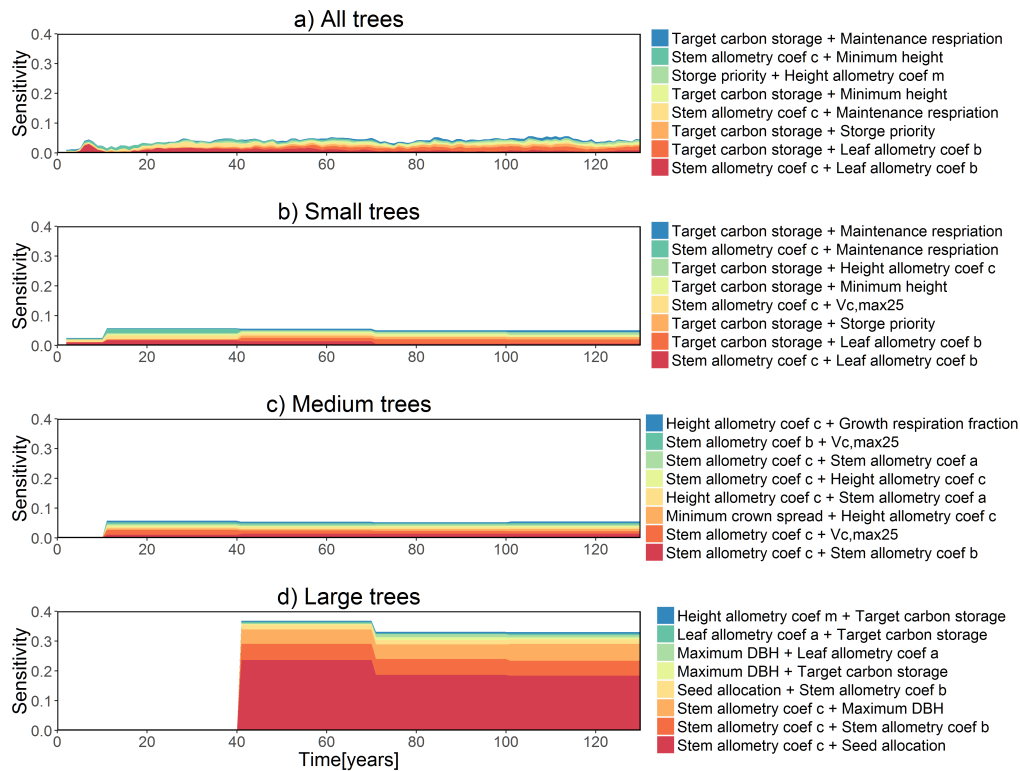 a) All trees
Sensitivity
0.4
0.3
0.2
0.1
0.0
0 20 40 60 80 100 120
Target carbon storage + Maintenance respriation
Stem allometry coef c + Minimum height
Storge priority + Height allometry coef m
Target carbon storage + Minimum height
Stem allometry coef c + Maintenance respriation
Target carbon storage + Storge priority
Target carbon storage + Leaf allometry coef b
Stem allometry coef c + Leaf allometry coef b
b) Small trees
Sensitivity
0.4
0.3
0.2
0.1
0.0
0 20 40 60 80 100 120
Target carbon storage + Maintenance respriation
Stem allometry coef c + Maintenance respriation
Target carbon storage + Height allometry coef c
Target carbon storage + Minimum height
Stem allometry coef c + Vc,max25
Target carbon storage + Storge priority
Target carbon storage + Leaf allometry coef b
Stem allometry coef c + Leaf allometry coef b
c) Medium trees
Sensitivity
0.4
0.3
0.2
0.1
0.0
0 20 40 60 80 100 120
Height allometry coef c + Growth respiration fraction
Stem allometry coef b + Vc,max25
Stem allometry coef c + Stem allometry coef a
Stem allometry coef c + Height allometry coef c
Height allometry coef c + Stem allometry coef a
Minimum crown spread + Height allometry coef c
Stem allometry coef c + Vc,max25
Stem allometry coef c + Stem allometry coef b
d) Large trees
Sensitivity
0.4
0.3
0.2
0.1
0.0
0 20 40 60 80 100 120
Time[years]
Height allometry coef m + Target carbon storage
Leaf allometry coef a + Target carbon storage
Maximum DBH + Leaf allometry coef a
Maximum DBH + Target carbon storage
Seed allocation + Stem allometry coef b
Stem allometry coef c + Maximum DBH
Stem allometry coef c + Stem allometry coef b
Stem allometry coef c + Seed allocation